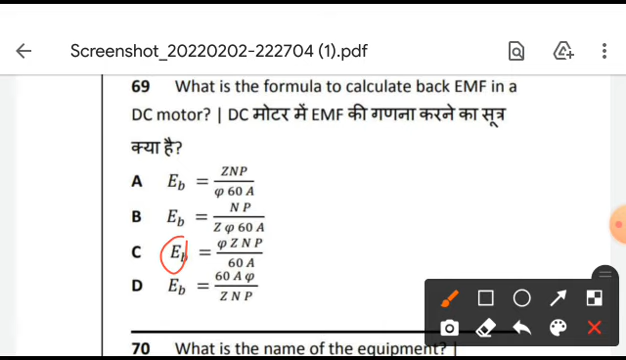 Screenshot_20220202-222704 (1).pdf
69 What is the formula to calculate back EMF in a
DC motor? | DC मोटर में EMF की गणना करने का सूत्र
क्या है?
A E_b = ZNP / φ 60 A
B E_b = N P / Z φ 60 A
C E_b = φ Z N P / 60 A
D E_b = 60 A φ / Z N P
70 What is the name of the equipment? |